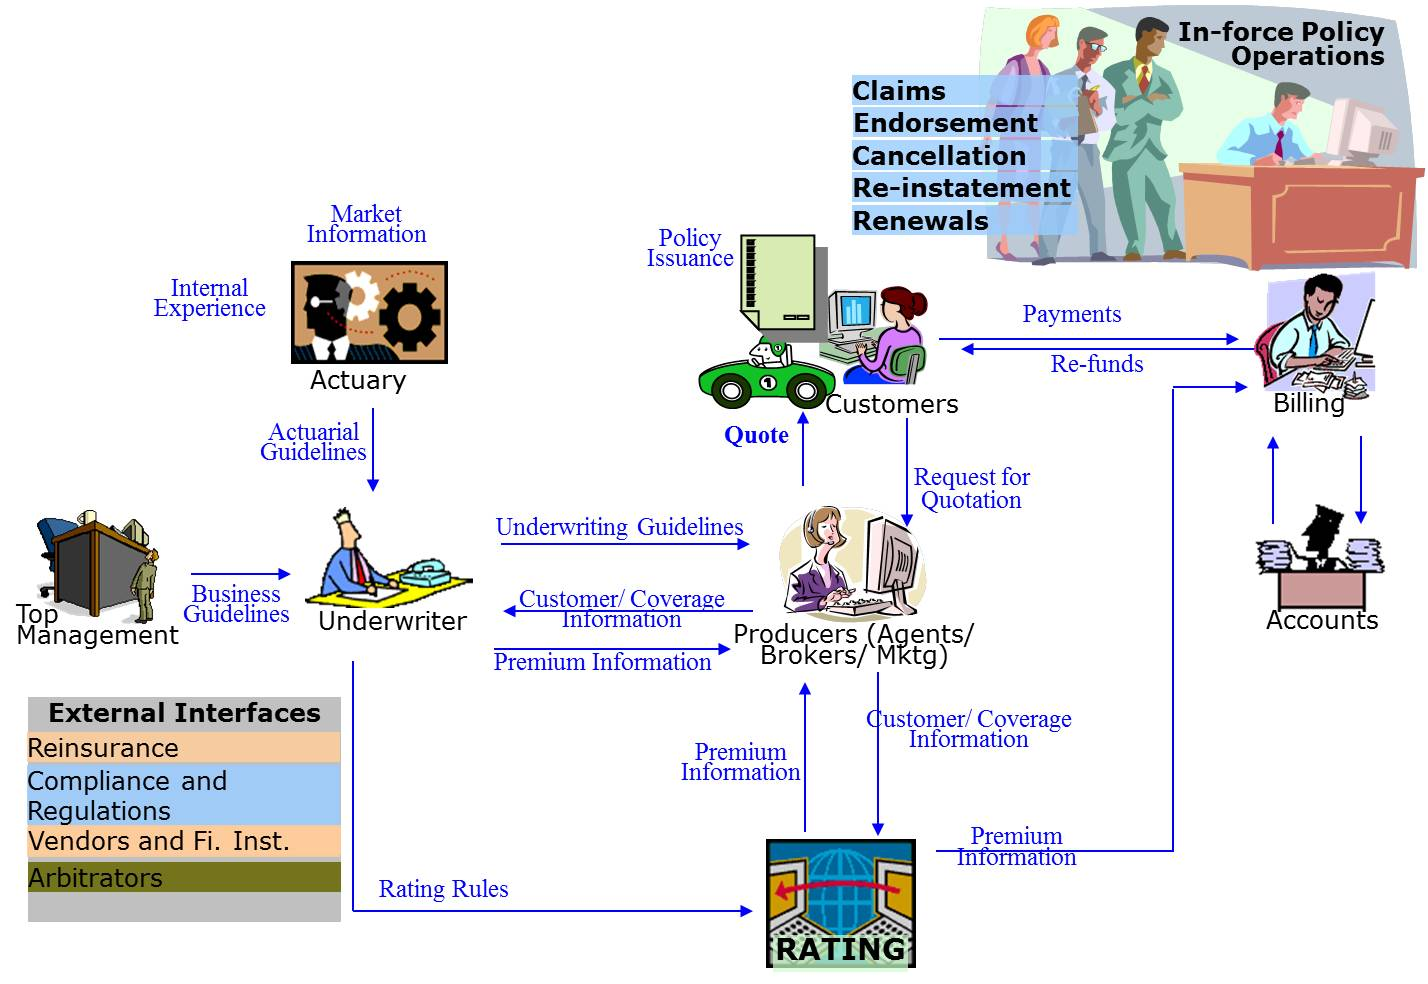 In-force Policy
Operations
Claims
Endorsement
Cancellation
Re-instatement
Renewals
Market
Information
Internal
Experience
Actuary
Policy
Issuance
Customers
Payments
Re-funds
Billing
Actuarial
Guidelines
Quote
Request for
Quotation
Top
Management
Business
Guidelines
Underwriter
Underwriting Guidelines
Customer/ Coverage
Information
Premium Information
Producers (Agents/
Brokers/ Mktg)
Accounts
External Interfaces
Reinsurance
Compliance and
Regulations
Vendors and Fi. Inst.
Arbitrators
Premium
Information
Customer/ Coverage
Information
Premium
Information
Rating Rules
RATING
1